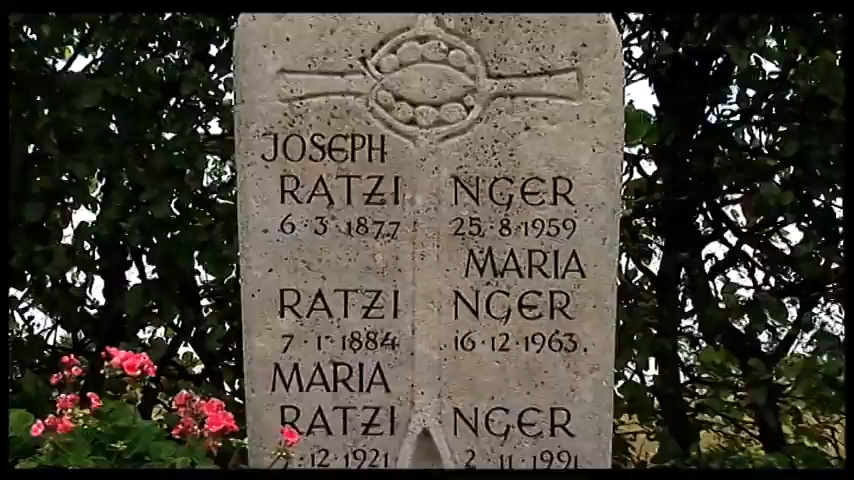 JOSEPH
RATZI NGER
6·3·1877 25·8·1959
MARIA
RATZI NGER
7·1·1884 16·12·1963
MARIA
RATZI NGER
12·1921 2·11·1991